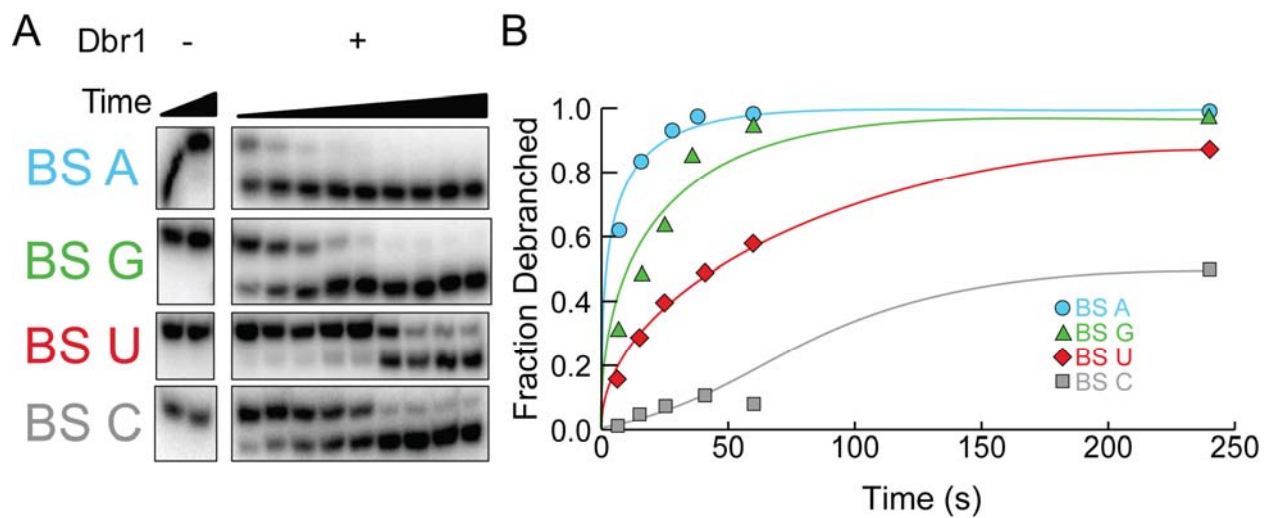 A
Dbr1 - +
Time
BS A
BS G
BS U
BS C
B
Fraction Debranched
1.0
0.8
0.6
0.4
0.2
0.0
0 50 100 150 200 250
Time (s)
BS A
BS G
BS U
BS C